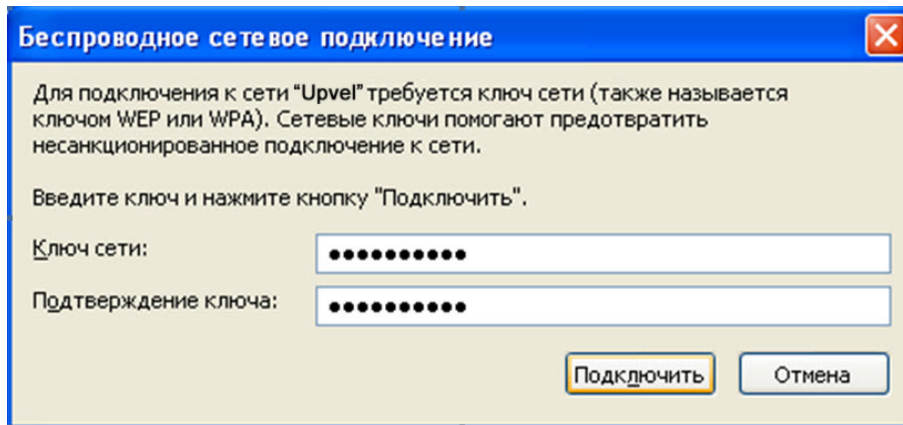 Беспроводное сетевое подключение
Для подключения к сети “Upvel” требуется ключ сети (также называется
ключом WEP или WPA). Сетевые ключи помогают предотвратить
несанкционированное подключение к сети.
Введите ключ и нажмите кнопку "Подключить".
Ключ сети: ●●●●●●●●●●
Подтверждение ключа: ●●●●●●●●●●
Подключить Отмена